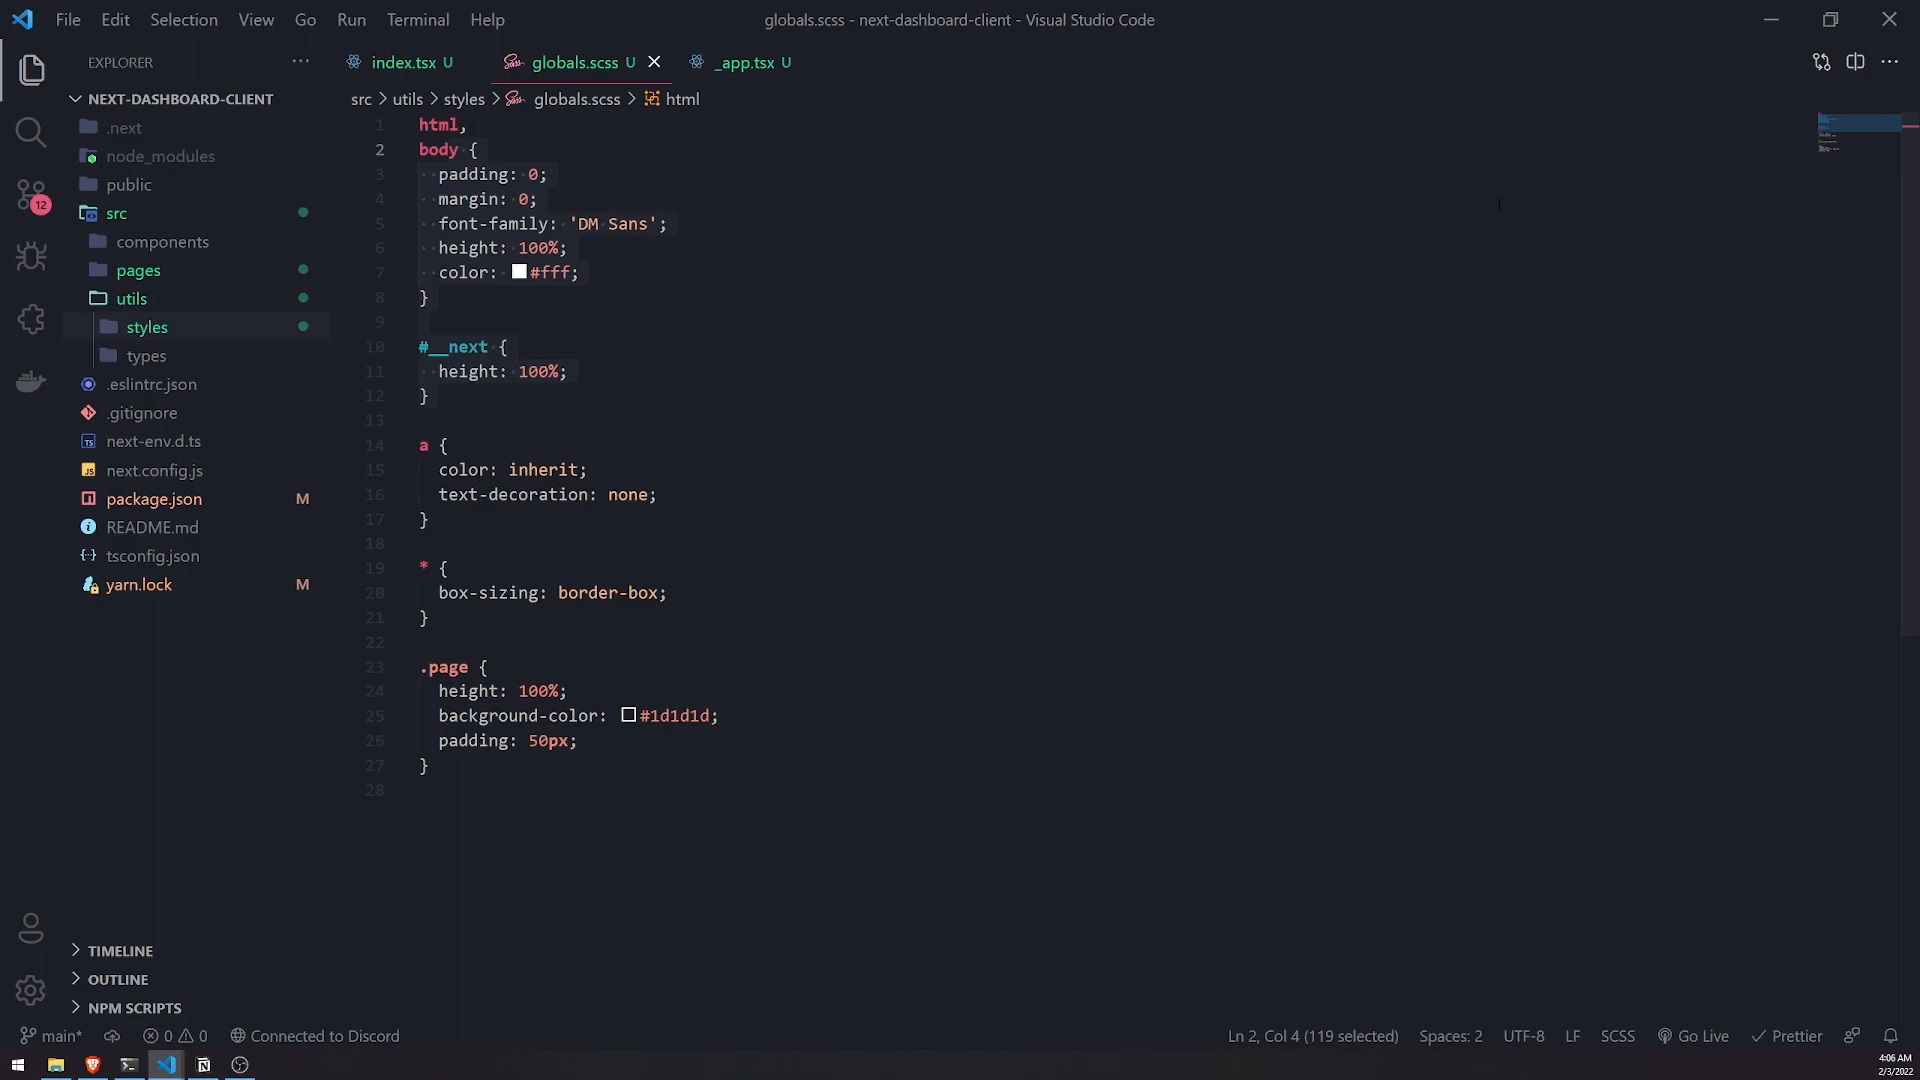 File Edit Selection View Go Run Terminal Help
globals.scss - next-dashboard-client - Visual Studio Code
EXPLORER
index.tsx U
globals.scss U
_app.tsx U
NEXT-DASHBOARD-CLIENT
src > utils > styles > globals.scss > html
.next
node_modules
public
src
components
pages
utils
styles
types
.eslintrc.json
.gitignore
next-env.d.ts
next.config.js
package.json M
README.md
tsconfig.json
yarn.lock M
12
TIMELINE
OUTLINE
NPM SCRIPTS
1 html,
2 body {
3 ··padding:·0;
4 ··margin:·0;
5 ··font-family:·'DM·Sans';
6 ··height:·100%;
7 ··color:·#fff;
8 }
9
10 #__next·{
11 ··height:·100%;
12 }
13
14 a {
15 color: inherit;
16 text-decoration: none;
17 }
18
19 * {
20 box-sizing: border-box;
21 }
22
23 .page {
24 height: 100%;
25 background-color: #1d1d1d;
26 padding: 50px;
27 }
28
main* 0 0 Connected to Discord
Ln 2, Col 4 (119 selected) Spaces: 2 UTF-8 LF SCSS Go Live Prettier
4:06 AM
2/3/2022